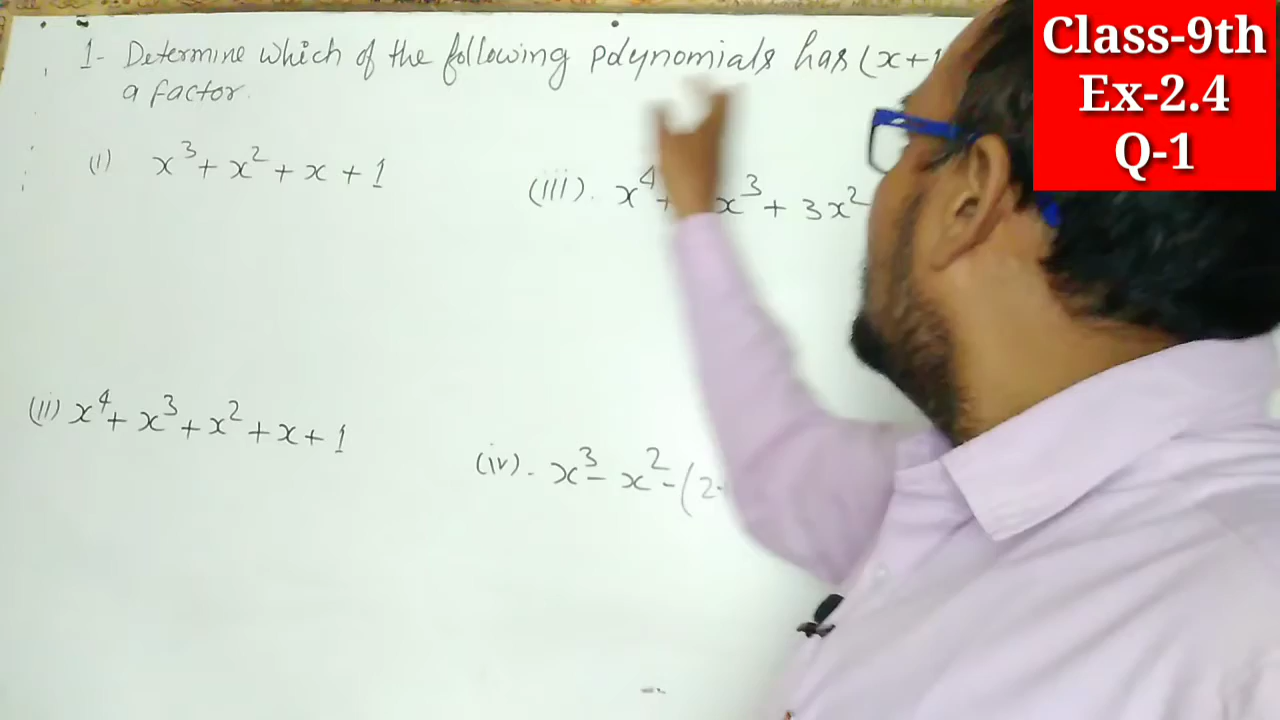 1- Determine which of the following polynomials has (x+1
a factor.
(i) x³ + x² + x + 1
(iii). x⁴ + x³ + 3x²
(ii) x⁴ + x³ + x² + x + 1
(iv). x³ - x² - (2
Class-9th
Ex-2.4
Q-1